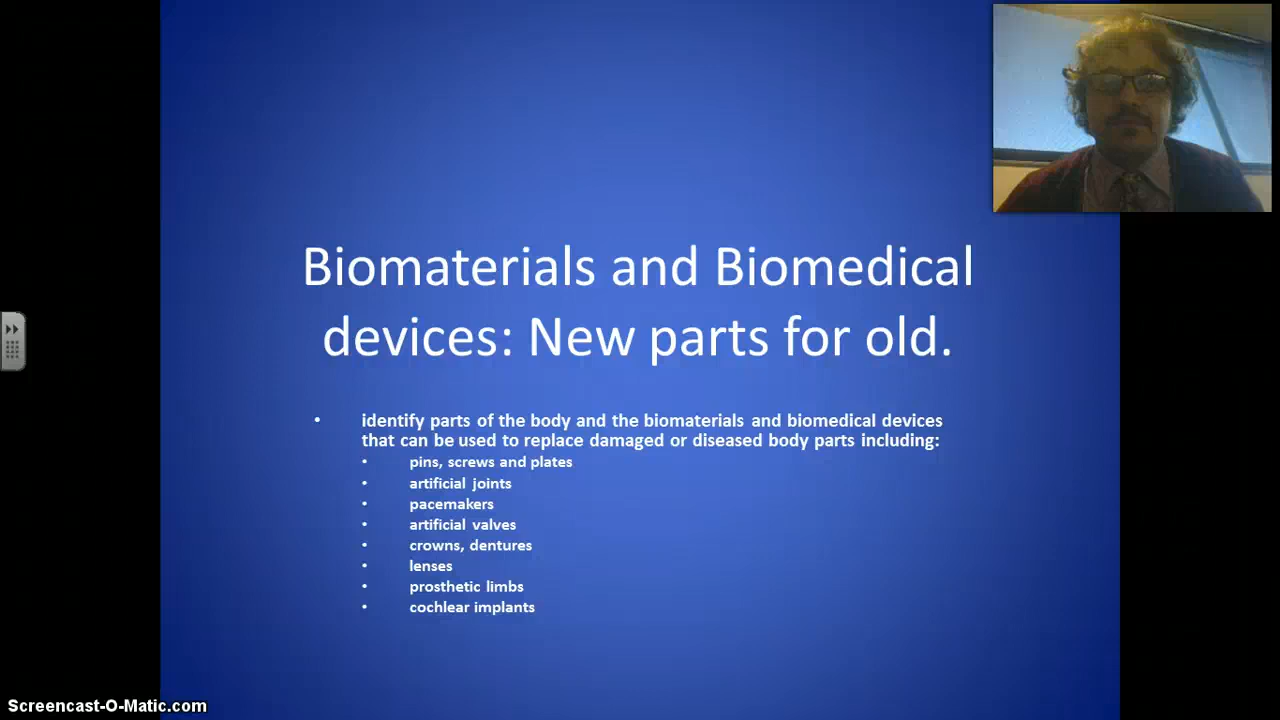 Biomaterials and Biomedical
devices: New parts for old.
• identify parts of the body and the biomaterials and biomedical devices
that can be used to replace damaged or diseased body parts including:
• pins, screws and plates
• artificial joints
• pacemakers
• artificial valves
• crowns, dentures
• lenses
• prosthetic limbs
• cochlear implants
Screencast-O-Matic.com